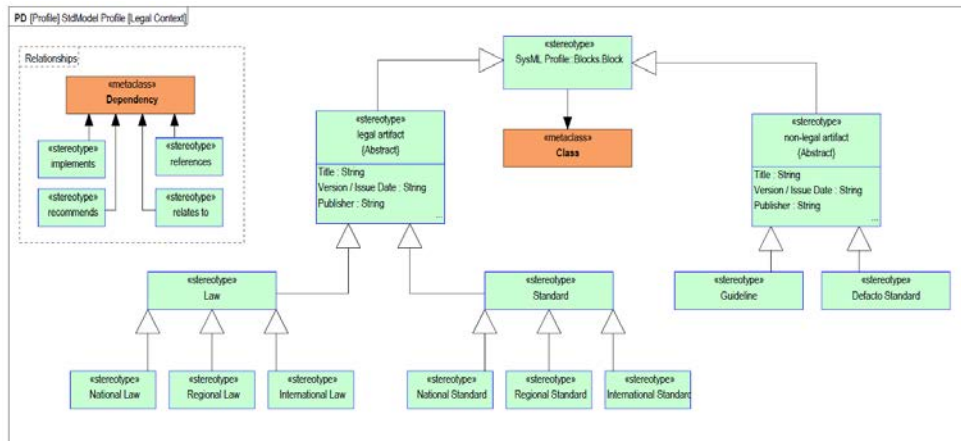 PD [Profile] StdModel Profile [Legal Context]
Relationships
«metaclass»
Dependency
«stereotype»
implements
«stereotype»
references
«stereotype»
recommends
«stereotype»
relates to
«stereotype»
SysML Profile::Blocks.Block
«metaclass»
Class
«stereotype»
legal artifact
{Abstract}
Title : String
Version / Issue Date : String
Publisher : String
...
«stereotype»
non-legal artifact
{Abstract}
Title : String
Version / Issue Date : String
Publisher : String
...
«stereotype»
Law
«stereotype»
Standard
«stereotype»
Guideline
«stereotype»
Defacto Standard
«stereotype»
National Law
«stereotype»
Regional Law
«stereotype»
International Law
«stereotype»
National Standard
«stereotype»
Regional Standard
«stereotype»
International Standard